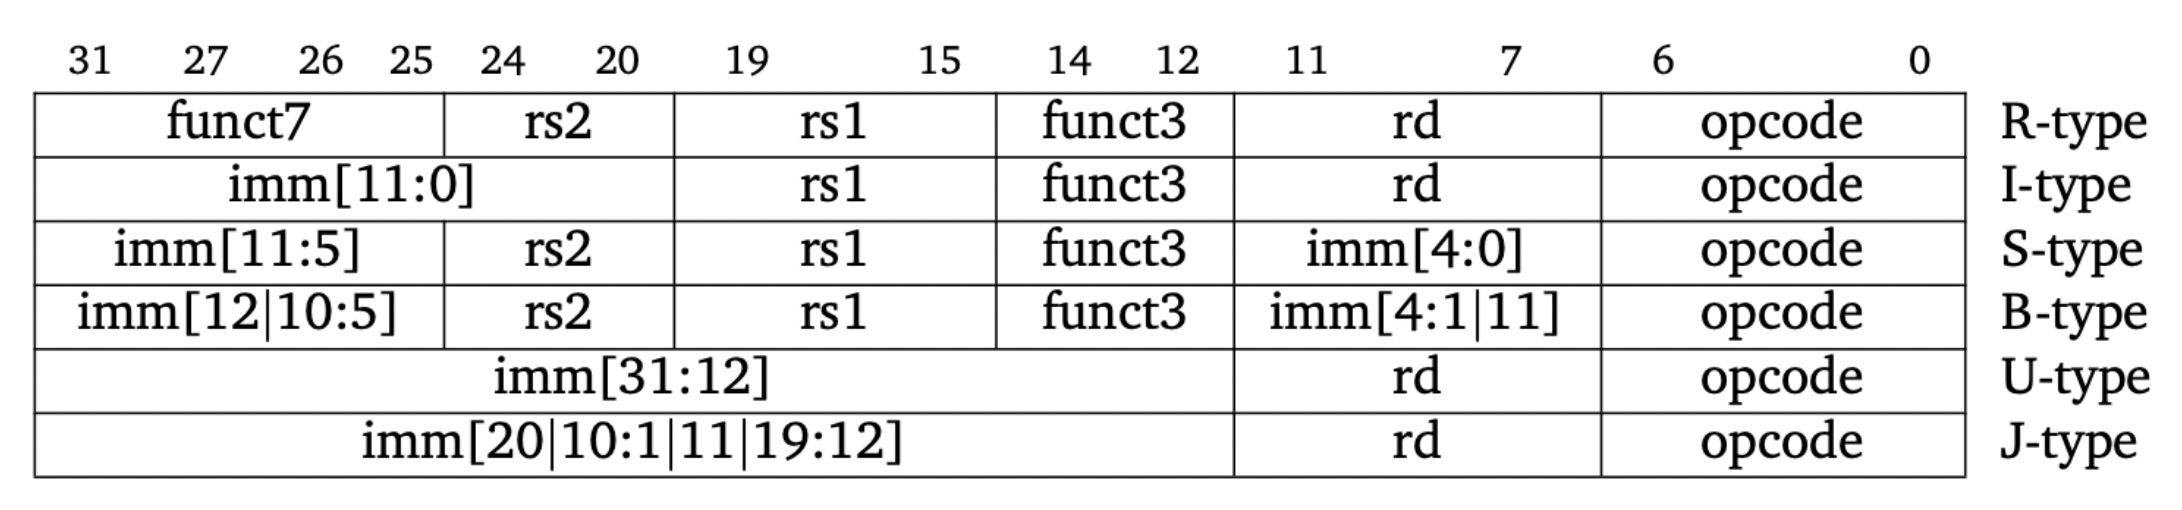 31 27 26 25 24 20 19 15 14 12 11 7 6 0
funct7 rs2 rs1 funct3 rd opcode R-type
imm[11:0] rs1 funct3 rd opcode I-type
imm[11:5] rs2 rs1 funct3 imm[4:0] opcode S-type
imm[12|10:5] rs2 rs1 funct3 imm[4:1|11] opcode B-type
imm[31:12] rd opcode U-type
imm[20|10:1|11|19:12] rd opcode J-type